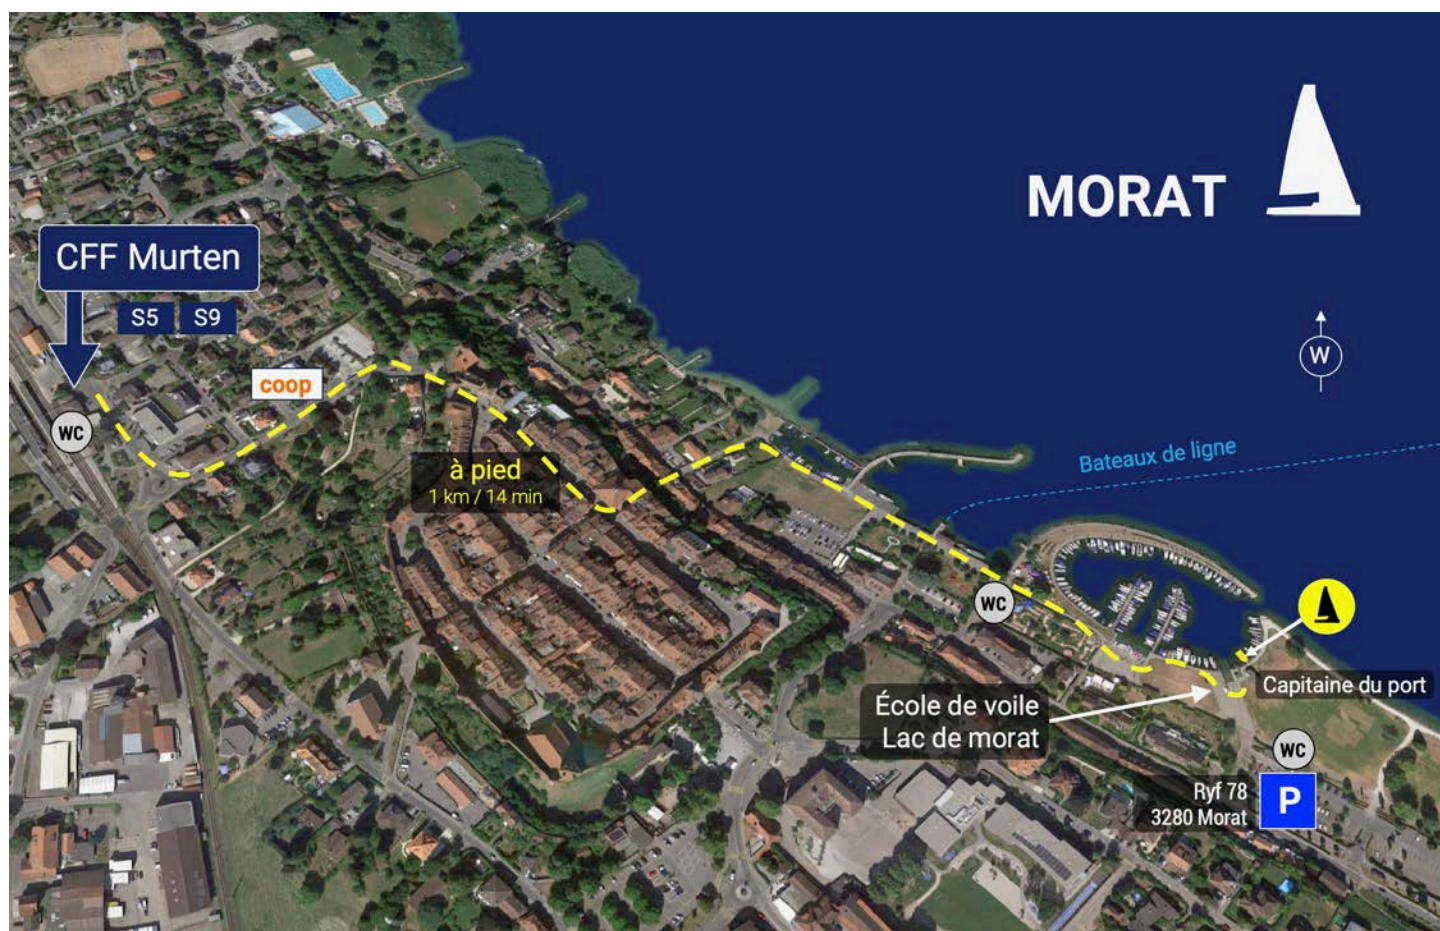 MORAT
CFF Murten
S5 S9
W
coop
WC
à pied
1 km / 14 min
Bateaux de ligne
WC
Capitaine du port
École de voile
Lac de morat
WC
Ryf 78
3280 Morat
P